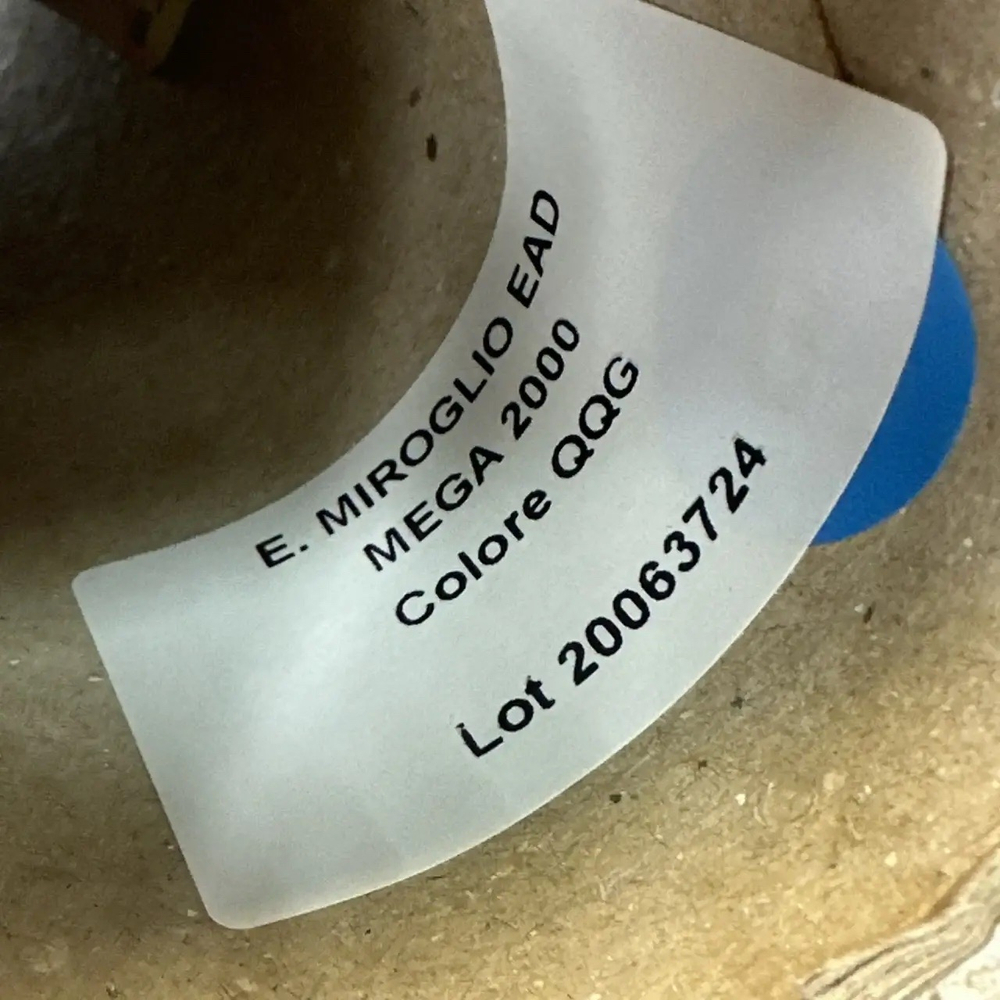 E. MIROGLIO EAD
MEGA 2000
Colore QQG
Lot 20063724